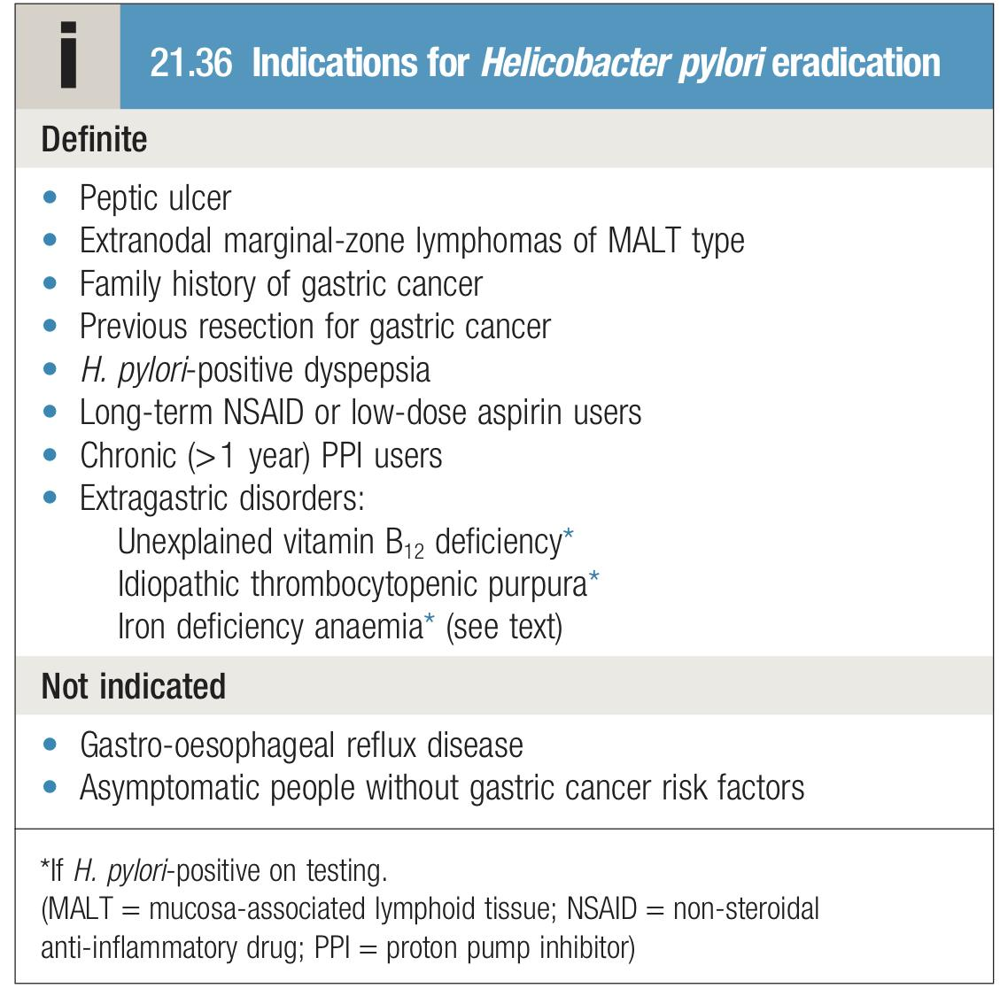 i
21.36 Indications for Helicobacter pylori eradication
Definite
• Peptic ulcer
• Extranodal marginal-zone lymphomas of MALT type
• Family history of gastric cancer
• Previous resection for gastric cancer
• H. pylori-positive dyspepsia
• Long-term NSAID or low-dose aspirin users
• Chronic (>1 year) PPI users
• Extragastric disorders:
Unexplained vitamin B₁₂ deficiency*
Idiopathic thrombocytopenic purpura*
Iron deficiency anaemia* (see text)
Not indicated
• Gastro-oesophageal reflux disease
• Asymptomatic people without gastric cancer risk factors
*If H. pylori-positive on testing.
(MALT = mucosa-associated lymphoid tissue; NSAID = non-steroidal
anti-inflammatory drug; PPI = proton pump inhibitor)